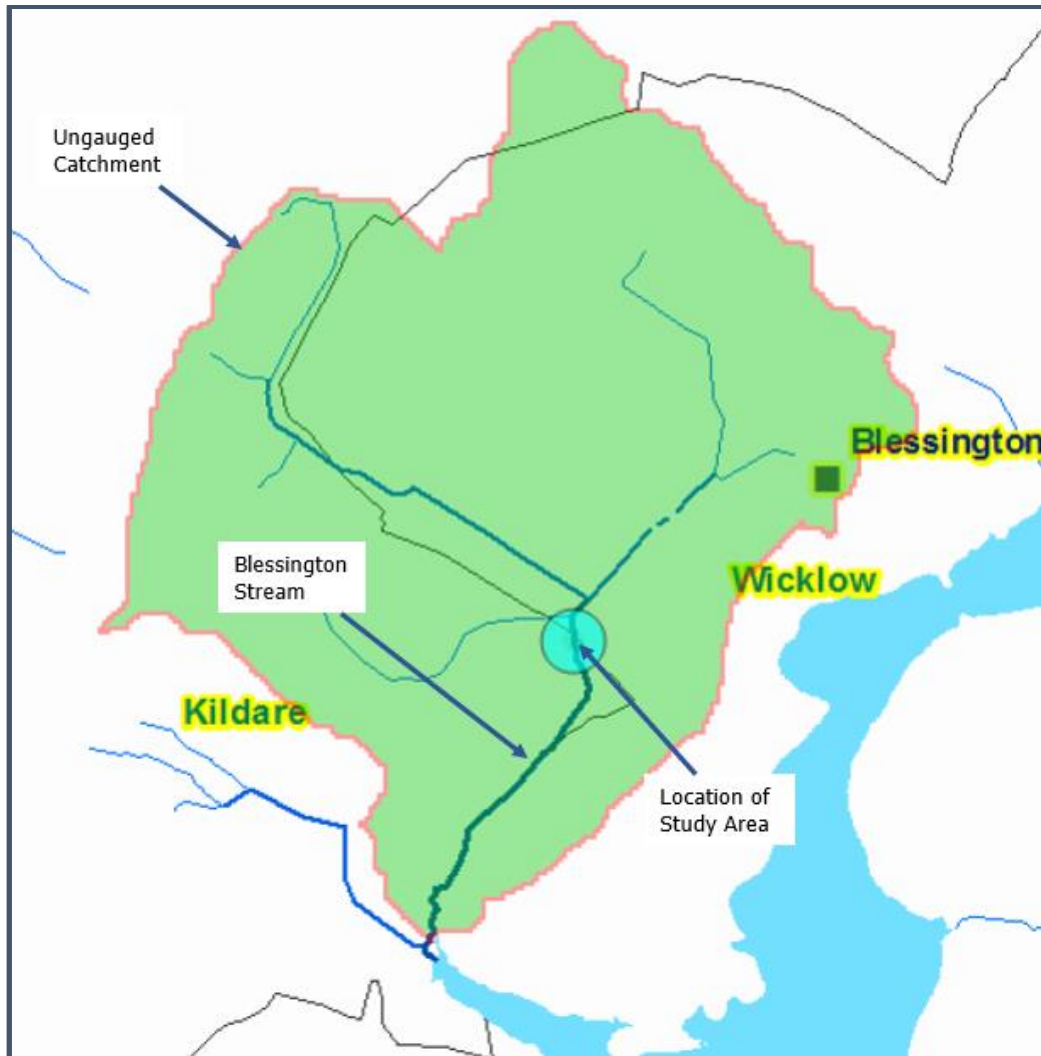 Ungauged
Catchment
Blessington
Blessington
Stream
Wicklow
Kildare
Location of
Study Area